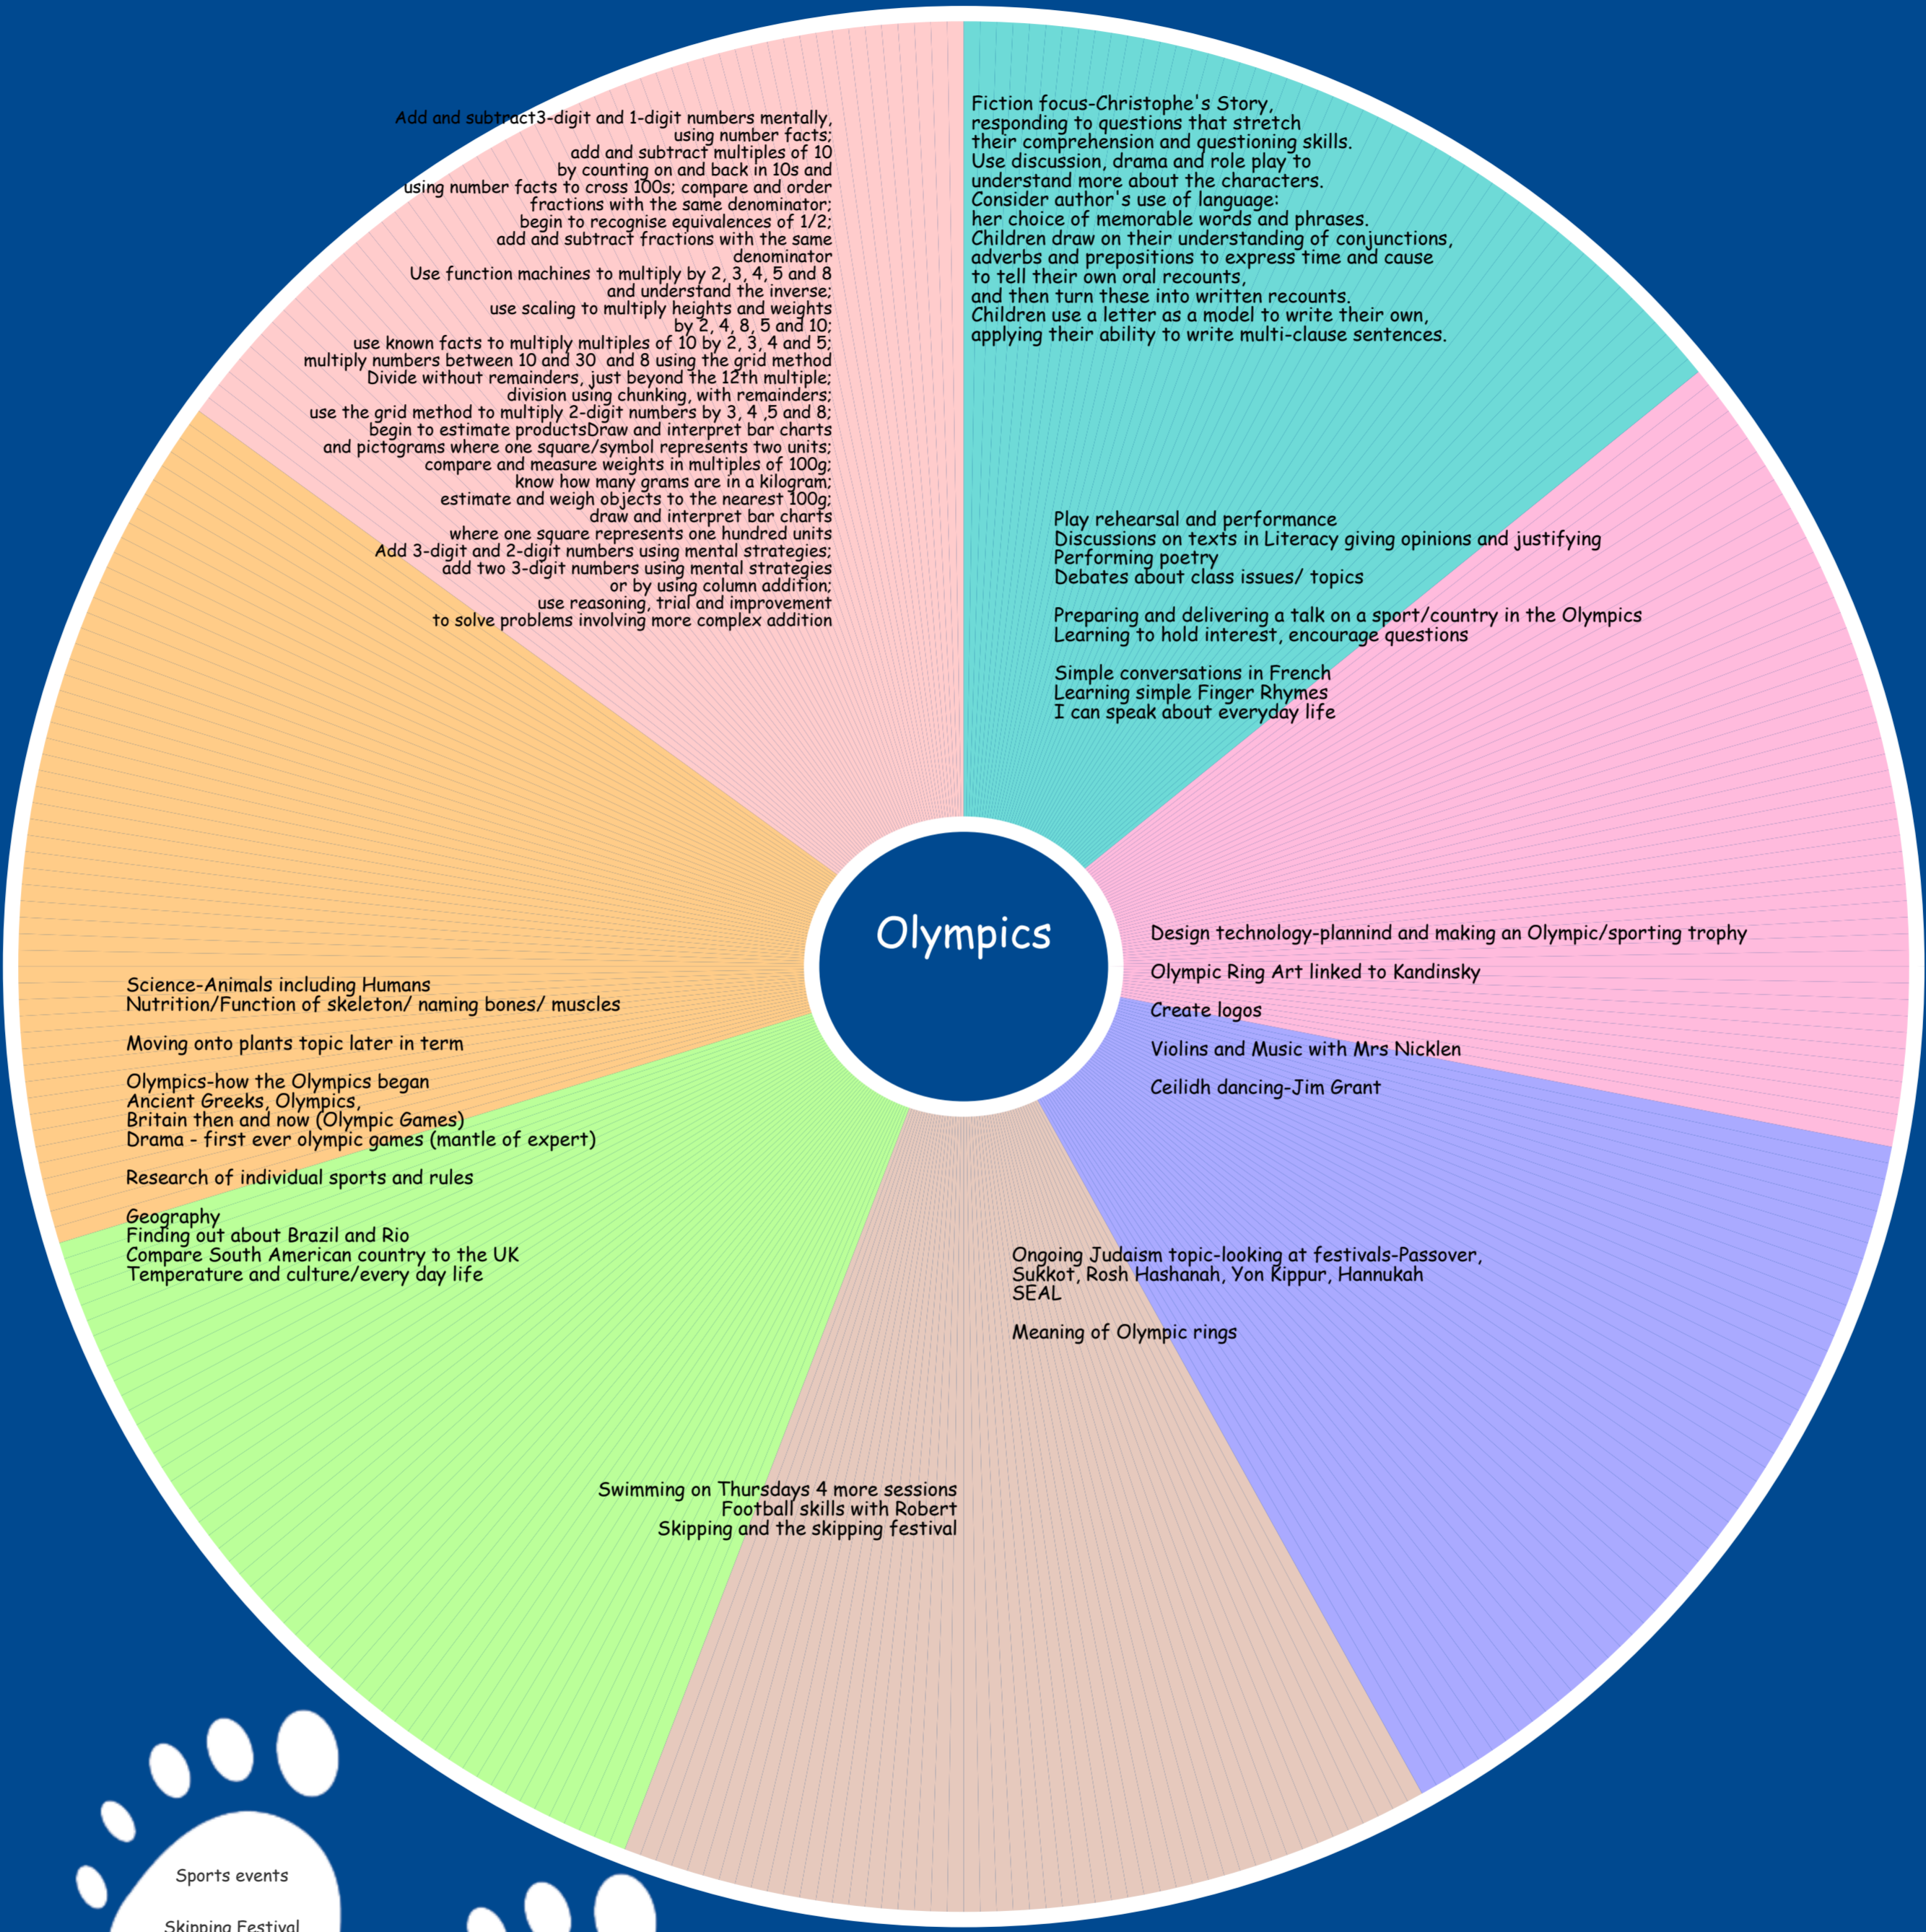 Add and subtract3-digit and 1-digit numbers mentally,
using number facts;
add and subtract multiples of 10
by counting on and back in 10s and
using number facts to cross 100s; compare and order
fractions with the same denominator;
begin to recognise equivalences of 1/2;
add and subtract fractions with the same
denominator
Use function machines to multiply by 2, 3, 4, 5 and 8
and understand the inverse;
use scaling to multiply heights and weights
by 2, 4, 8, 5 and 10;
use known facts to multiply multiples of 10 by 2, 3, 4 and 5;
multiply numbers between 10 and 30 and 8 using the grid method
Divide without remainders, just beyond the 12th multiple;
division using chunking, with remainders;
use the grid method to multiply 2-digit numbers by 3, 4 ,5 and 8;
begin to estimate productsDraw and interpret bar charts
and pictograms where one square/symbol represents two units;
compare and measure weights in multiples of 100g;
know how many grams are in a kilogram;
estimate and weigh objects to the nearest 100g;
draw and interpret bar charts
where one square represents one hundred units
Add 3-digit and 2-digit numbers using mental strategies;
add two 3-digit numbers using mental strategies
or by using column addition;
use reasoning, trial and improvement
to solve problems involving more complex addition
Fiction focus-Christophe's Story,
responding to questions that stretch
their comprehension and questioning skills.
Use discussion, drama and role play to
understand more about the characters.
Consider author's use of language:
her choice of memorable words and phrases.
Children draw on their understanding of conjunctions,
adverbs and prepositions to express time and cause
to tell their own oral recounts,
and then turn these into written recounts.
Children use a letter as a model to write their own,
applying their ability to write multi-clause sentences.
Play rehearsal and performance
Discussions on texts in Literacy giving opinions and justifying
Performing poetry
Debates about class issues/ topics
Preparing and delivering a talk on a sport/country in the Olympics
Learning to hold interest, encourage questions
Simple conversations in French
Learning simple Finger Rhymes
I can speak about everyday life
Olympics
Design technology-plannind and making an Olympic/sporting trophy
Olympic Ring Art linked to Kandinsky
Create logos
Violins and Music with Mrs Nicklen
Ceilidh dancing-Jim Grant
Science-Animals including Humans
Nutrition/Function of skeleton/ naming bones/ muscles
Moving onto plants topic later in term
Olympics-how the Olympics began
Ancient Greeks, Olympics,
Britain then and now (Olympic Games)
Drama - first ever olympic games (mantle of expert)
Research of individual sports and rules
Geography
Finding out about Brazil and Rio
Compare South American country to the UK
Temperature and culture/every day life
Ongoing Judaism topic-looking at festivals-Passover,
Sukkot, Rosh Hashanah, Yon Kippur, Hannukah
SEAL
Meaning of Olympic rings
Swimming on Thursdays 4 more sessions
Football skills with Robert
Skipping and the skipping festival
Sports events
Skipping Festival